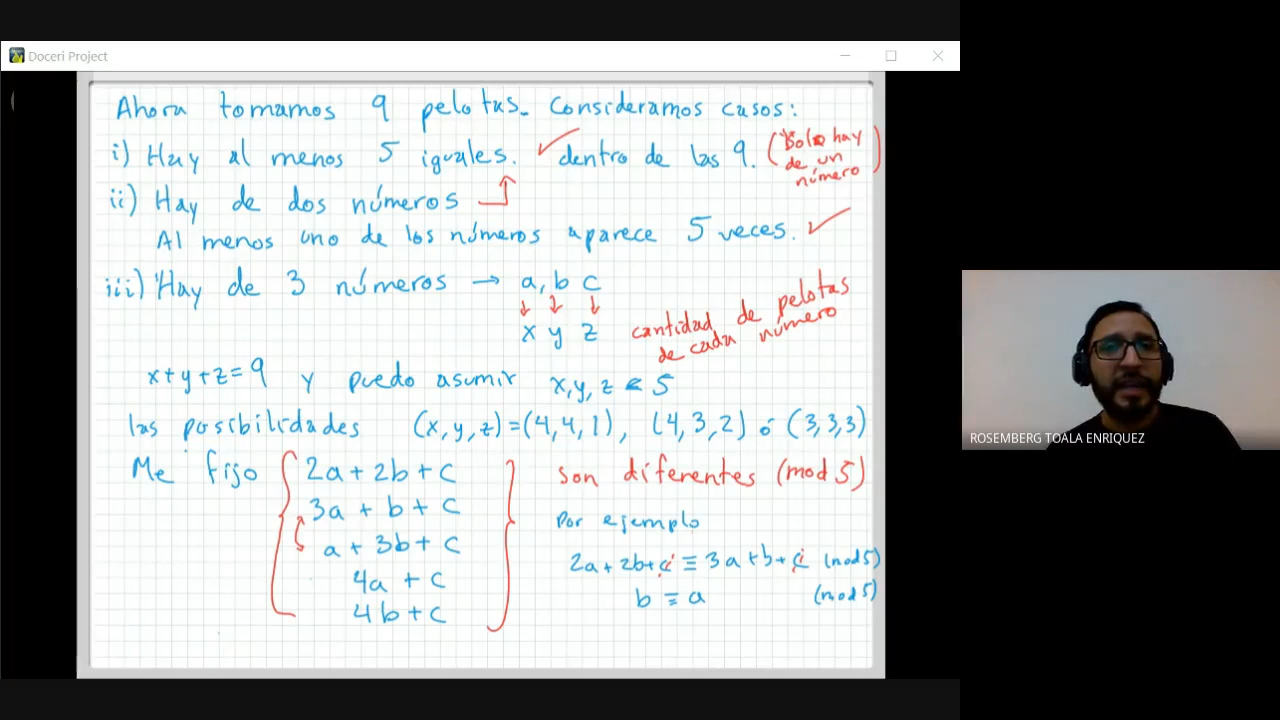 Doceri Project
Ahora tomamos 9 pelotas. Consideramos casos:
i) Hay al menos 5 iguales. ✓ dentro de las 9. (Solo hay de un número)
ii) Hay de dos números
Al menos uno de los números aparece 5 veces. ✓
iii) Hay de 3 números → a, b c
↓ ↓ ↓
x y z cantidad de pelotas de cada número
x+y+z=9 y puedo asumir x,y,z < 5
las posibilidades (x,y,z)=(4,4,1), (4,3,2) ó (3,3,3)
Me fijo 2a + 2b + c son diferentes (mod 5)
3a + b + c
Por ejemplo
a + 3b + c
2a + 2b + c ≡ 3a + b + c (mod 5)
4a + c
b ≡ a (mod 5)
4b + c
ROSEMBERG TOALA ENRIQUEZ